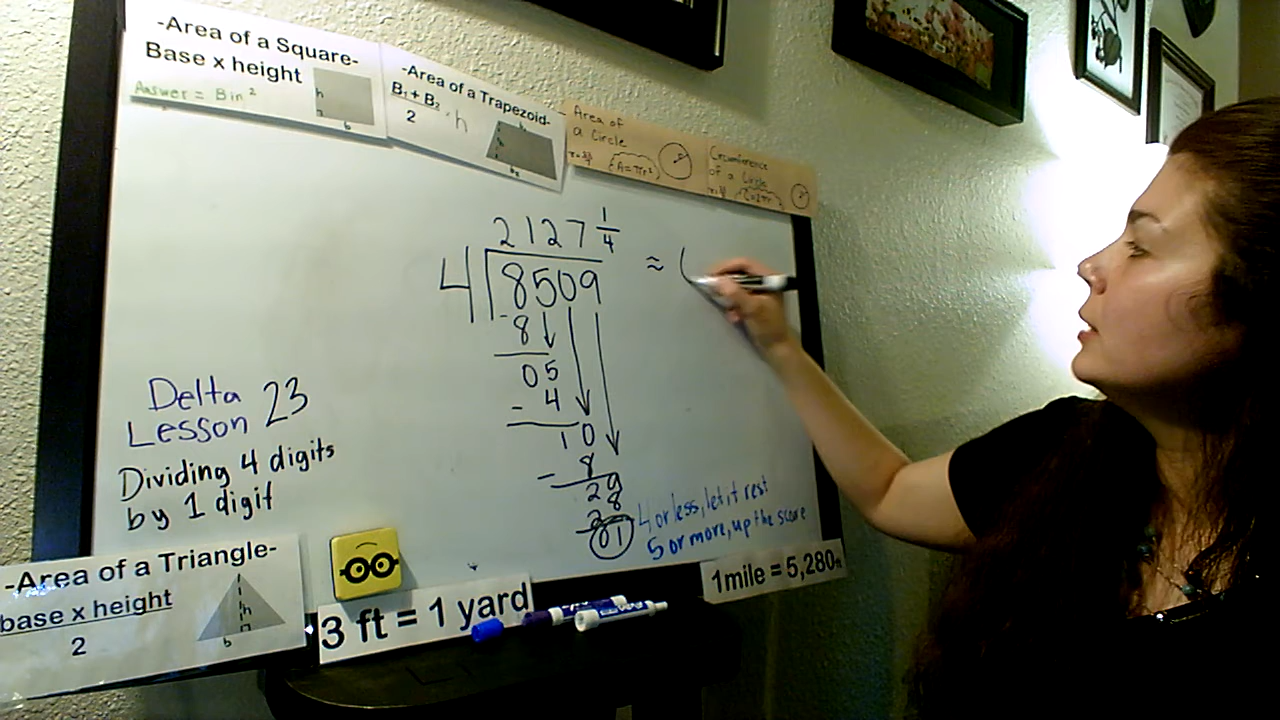 -Area of a Square-
Base x height
Answer = Bin²
h
b
-Area of a Trapezoid-
B₁ + B₂
2
· h
Area of
a Circle
(A=πr²)
Circumference
of a Circle
C=2πr
2127 1/4
4 8509
≈ (
- 8
05
- 4
10
- 8
29
28
01
Delta
Lesson 23
Dividing 4 digits
by 1 digit
4 or less, let it rest
5 or more, up the score
-Area of a Triangle-
base x height
2
h
b
3 ft = 1 yard
1mile = 5,280ft